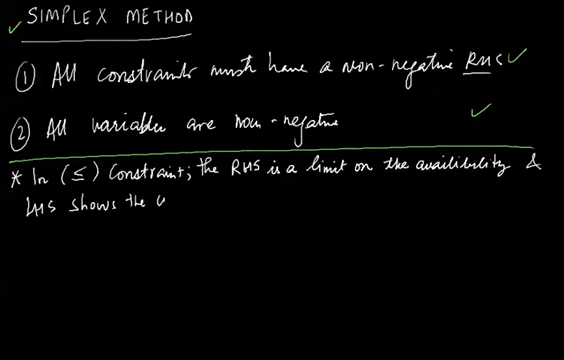 SIMPLEX METHOD
① All constraints must have a non-negative RHS
② All variables are non-negative
* In (≤) Constraint; the RHS is a limit on the availibility &
LHS shows the